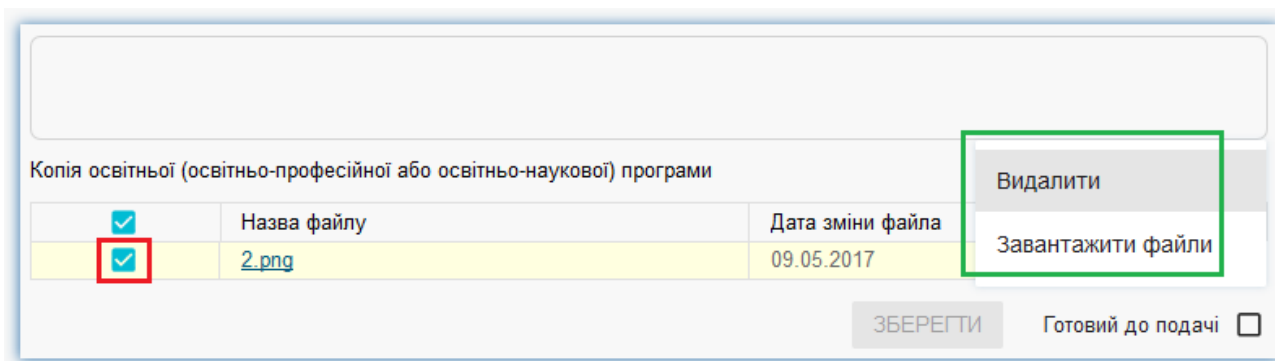 Копія освітньої (освітньо-професійної або освітньо-наукової) програми
Видалити
Назва файлу Дата зміни файла
Завантажити файли
2.png 09.05.2017
ЗБЕРЕГТИ Готовий до подачі